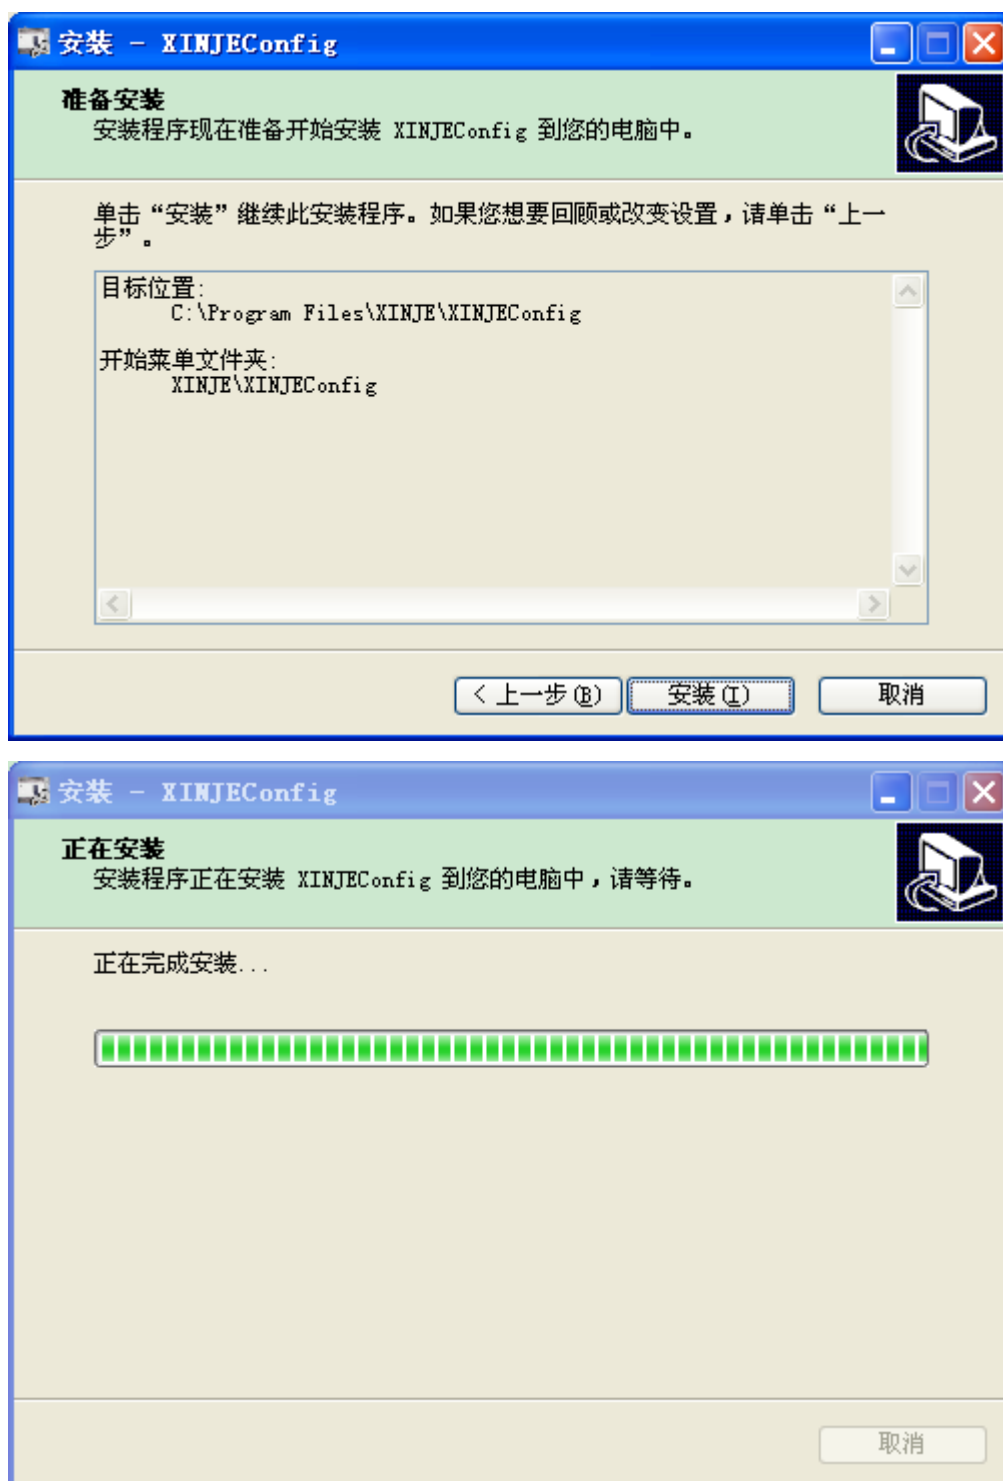 安装 - XINJEConfig
准备安装
安装程序现在准备开始安装 XINJEConfig 到您的电脑中。
单击“安装”继续此安装程序。如果您想要回顾或改变设置，请单击“上一
步”。
目标位置:
C:\Program Files\XINJE\XINJEConfig
开始菜单文件夹:
XINJE\XINJEConfig
< 上一步(B) 安装(I) 取消
安装 - XINJEConfig
正在安装
安装程序正在安装 XINJEConfig 到您的电脑中，请等待。
正在完成安装...
取消